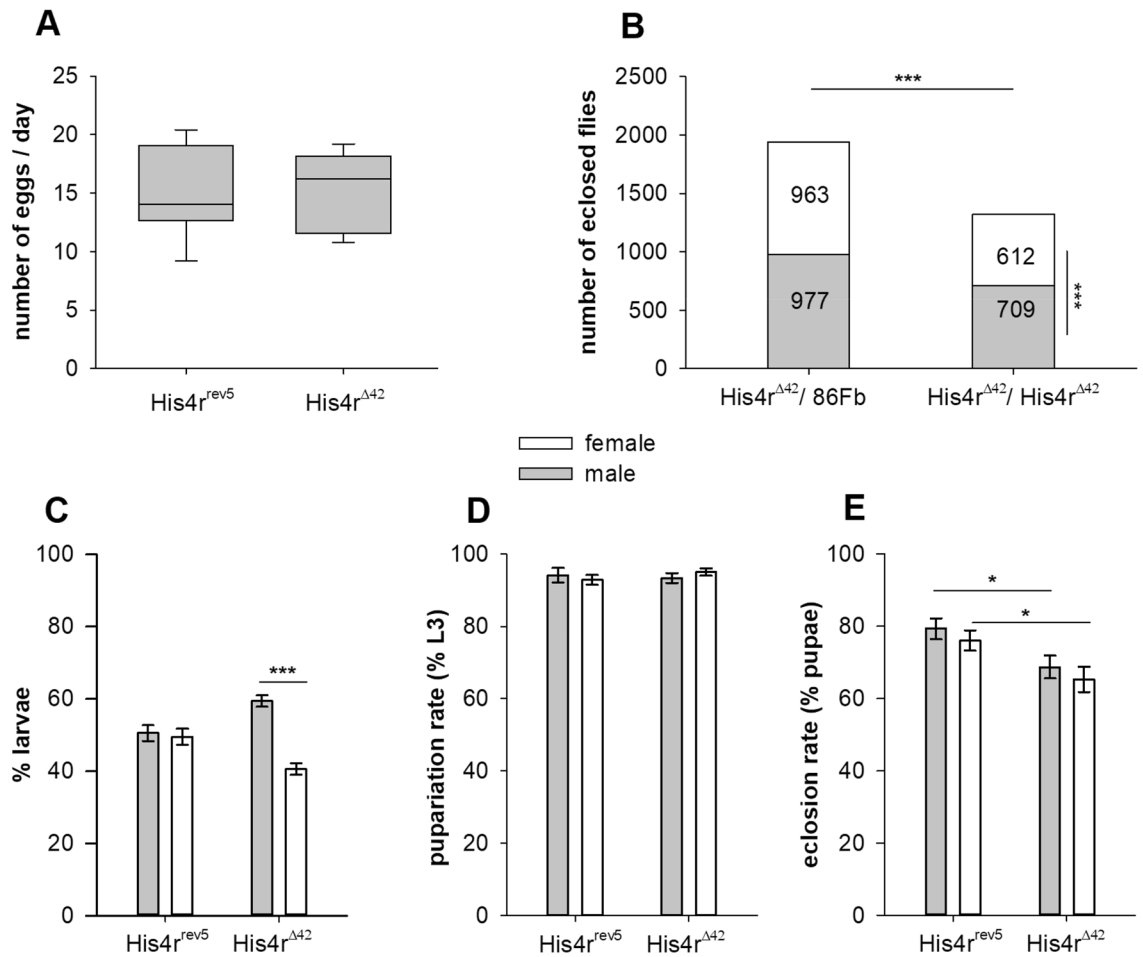 A
number of eggs / day
25
20
15
10
5
0
His4r^rev5
His4r^Δ42
B
number of eclosed flies
2500
2000
1500
1000
500
0
***
963
977
612
709
***
His4r^Δ42/ 86Fb
His4r^Δ42/ His4r^Δ42
female
male
C
% larvae
100
80
60
40
20
0
***
His4r^rev5
His4r^Δ42
D
pupariation rate (% L3)
100
80
60
40
20
0
His4r^rev5
His4r^Δ42
E
eclosion rate (% pupae)
100
80
60
40
20
0
*
*
His4r^rev5
His4r^Δ42